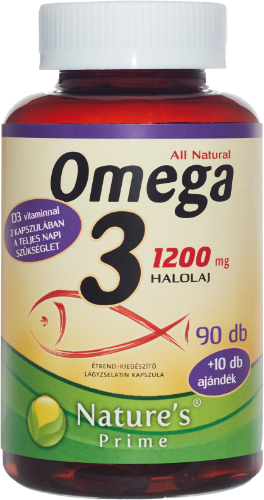 All Natural
Omega
3
1200 mg
HALOLAJ
D3 vitaminnal
2 KAPSZULÁBAN
A TELJES NAPI
SZÜKSÉGLET
90 db
+10 db
ajándék
ÉTREND-KIEGÉSZÍTŐ
LÁGYZSELATIN KAPSZULA
Nature's®
Prime